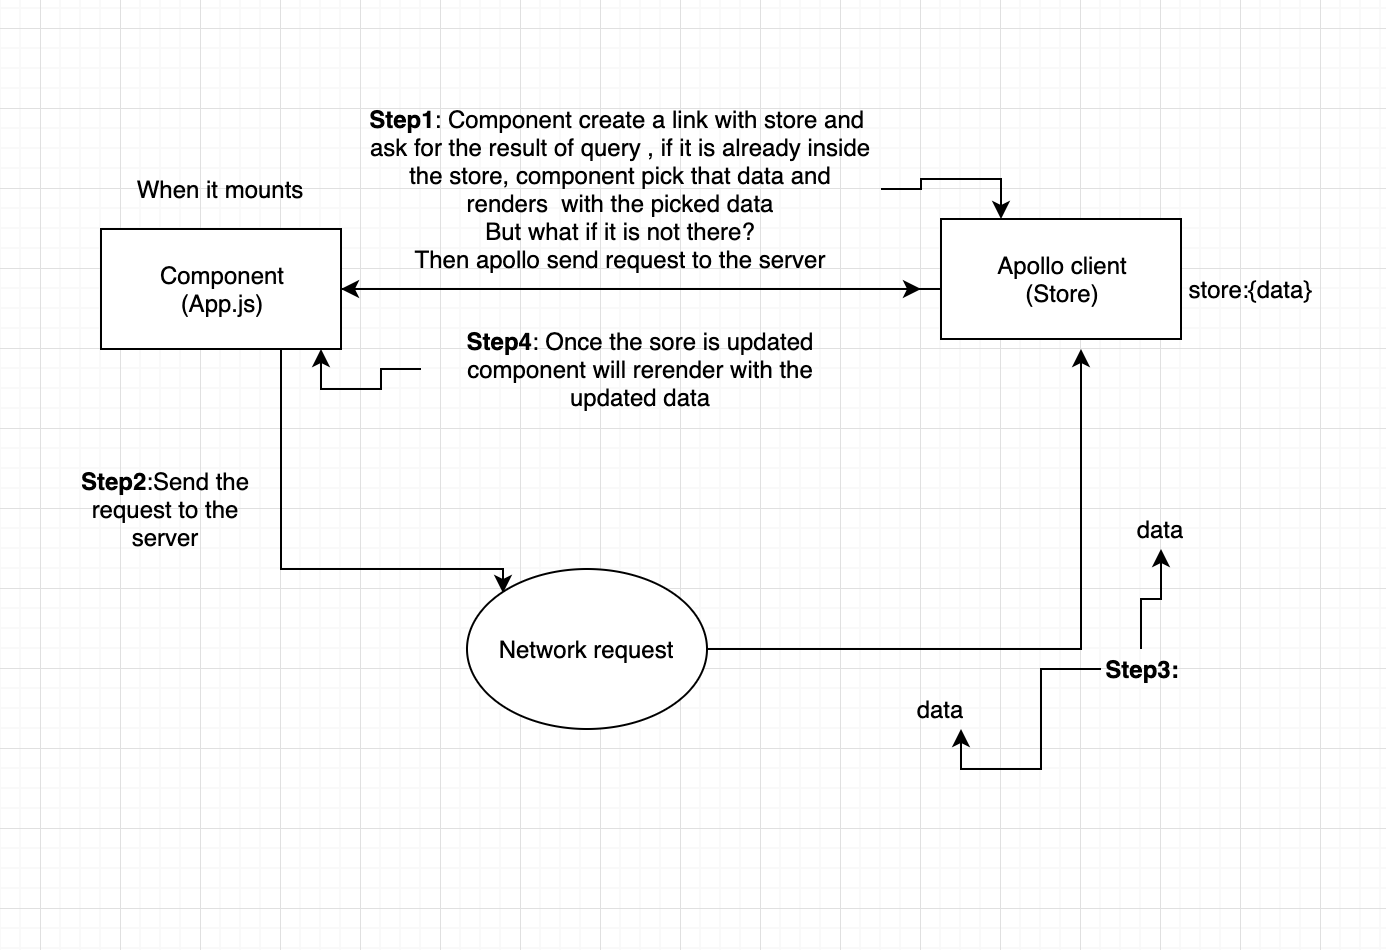 Step1: Component create a link with store and
ask for the result of query , if it is already inside
the store, component pick that data and
renders  with the picked data
But what if it is not there?
Then apollo send request to the server
When it mounts
Component
(App.js)
Apollo client
(Store)
store:{data}
Step4: Once the sore is updated
component will rerender with the
updated data
Step2:Send the
request to the
server
Network request
data
Step3:
data